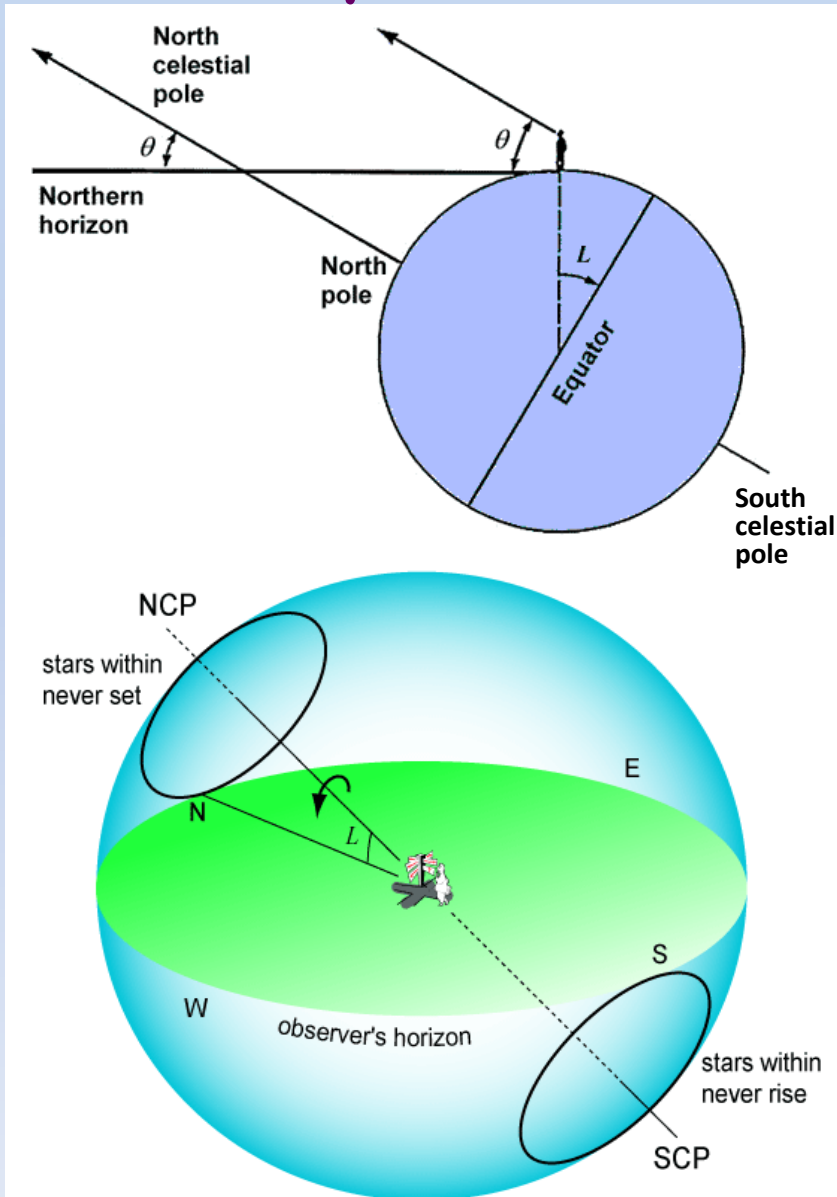 North
celestial
pole
θ
θ
Northern
horizon
North
pole
L
Equator
South
celestial
pole
NCP
stars within
never set
E
N
L
S
W
observer's horizon
stars within
never rise
SCP